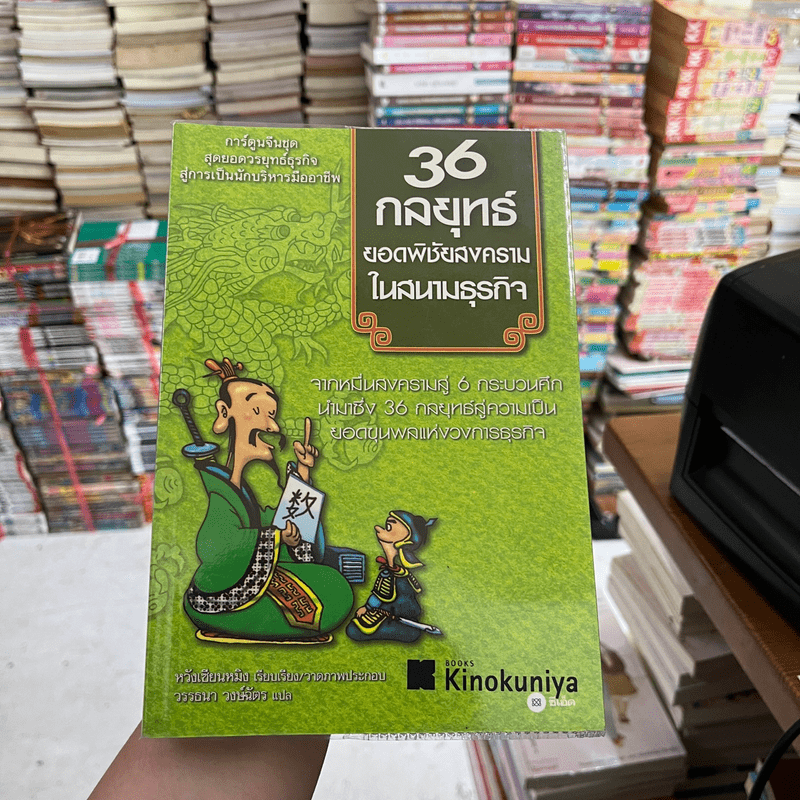 การ์ตูนจีนชุด
สุดยอดวรยุทธ์ธุรกิจ
สู่การเป็นนักบริหารมืออาชีพ
36
กลยุทธ์
ยอดพิชัยสงคราม
ในสนามธุรกิจ
จากหมื่นสงครามสู่ 6 กระบวนศึก
นำมาซึ่ง 36 กลยุทธ์สู่ความเป็น
ยอดขุนพลแห่งวงการธุรกิจ
数
หวังเซียนหมิง เรียบเรียง/วาดภาพประกอบ
วรรธนา วงษ์ฉัตร แปล
BOOKS
Kinokuniya
ซีเอ็ด